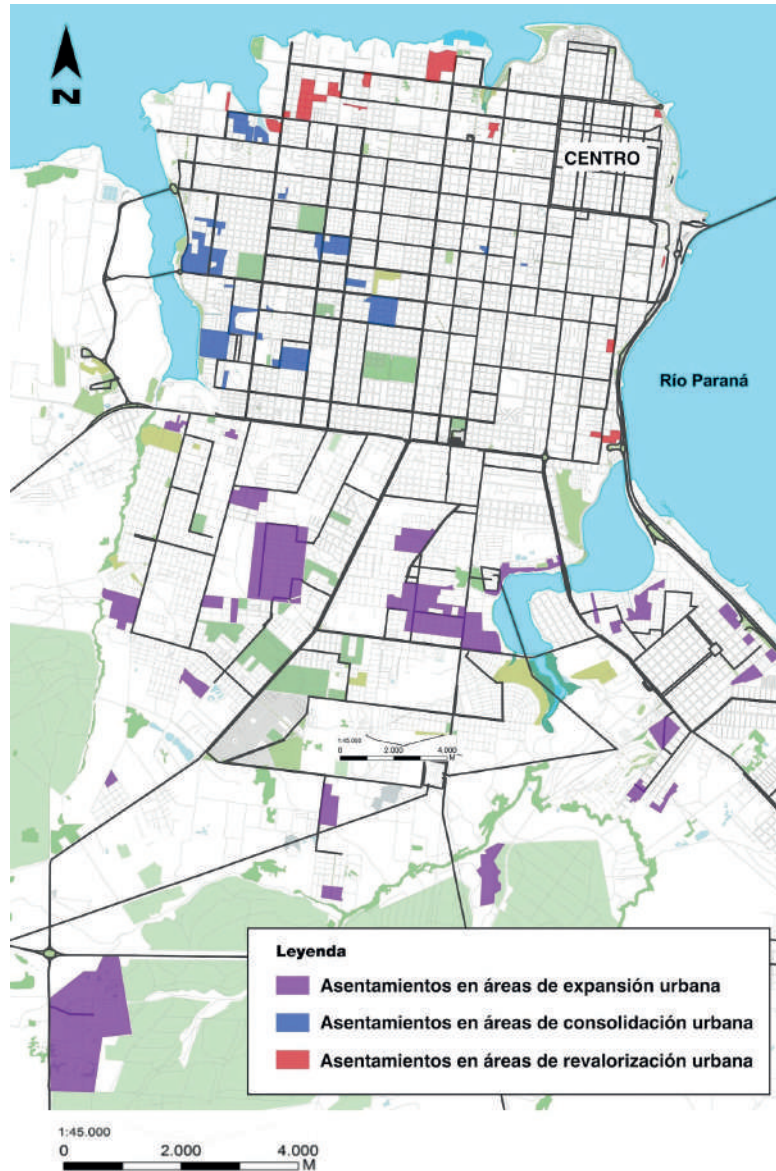 N
CENTRO
Río Paraná
1:45.000
0 2.000 4.000
M
Leyenda
Asentamientos en áreas de expansión urbana
Asentamientos en áreas de consolidación urbana
Asentamientos en áreas de revalorización urbana
1:45.000
0 2.000 4.000
M